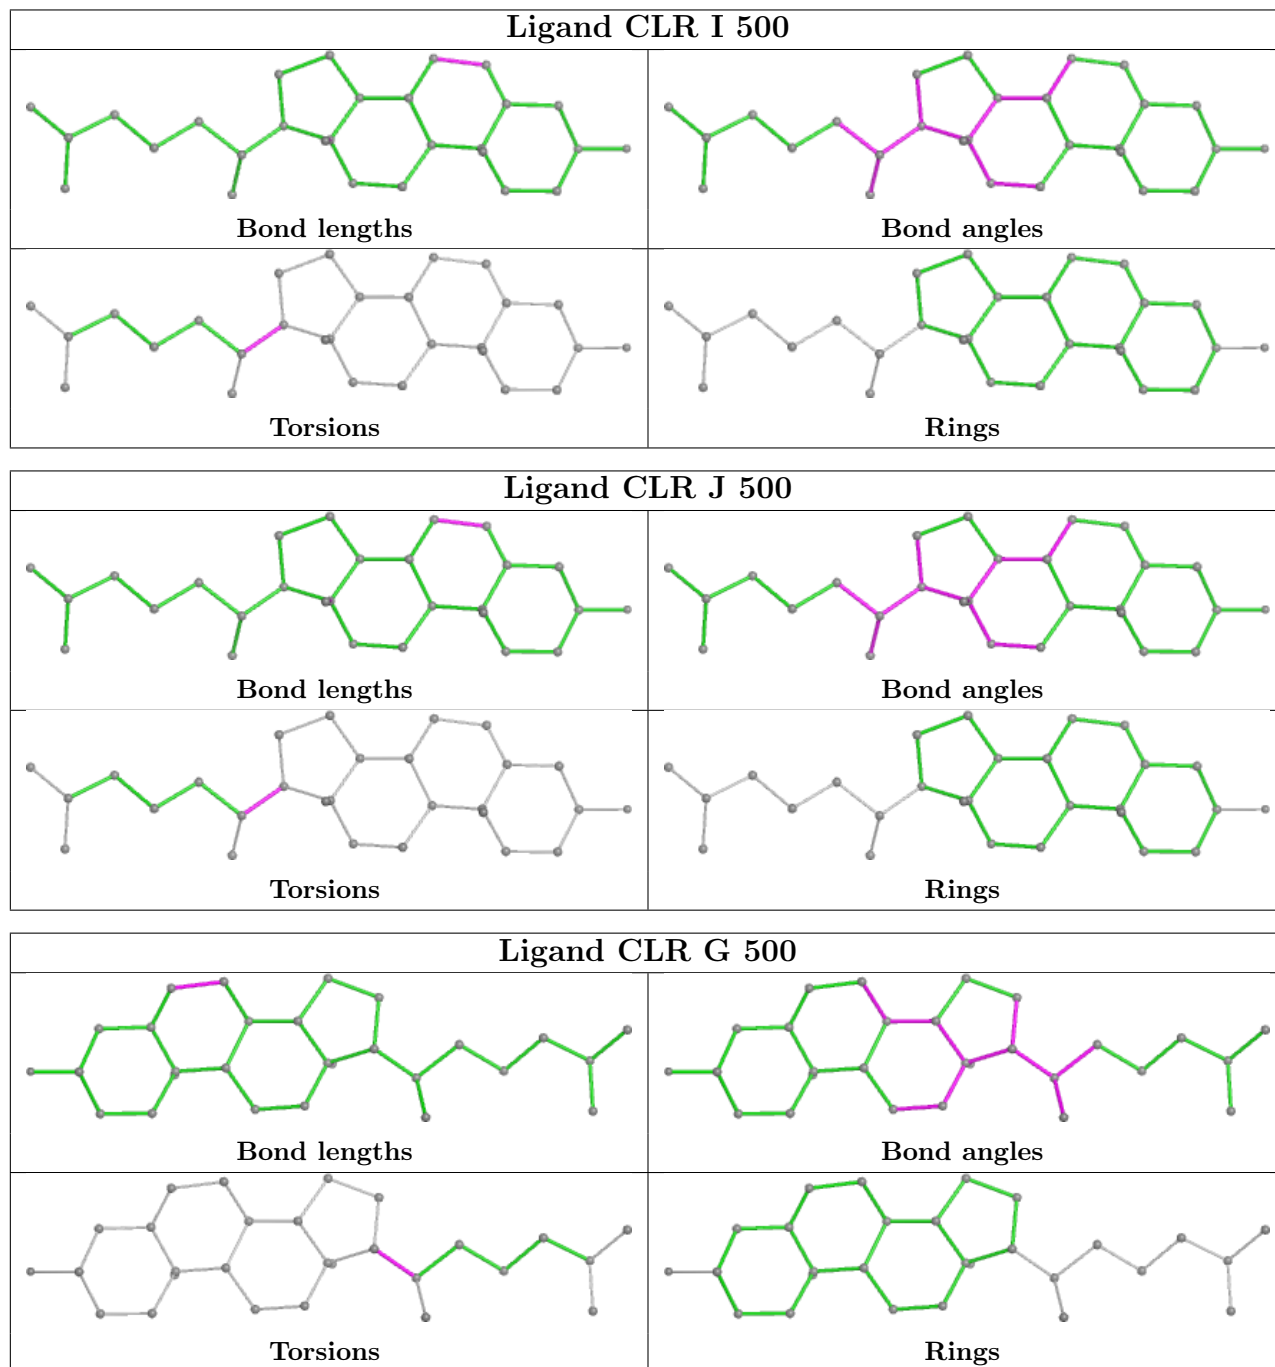 Ligand CLR I 500
Bond lengths
Bond angles
Torsions
Rings
Ligand CLR J 500
Bond lengths
Bond angles
Torsions
Rings
Ligand CLR G 500
Bond lengths
Bond angles
Torsions
Rings